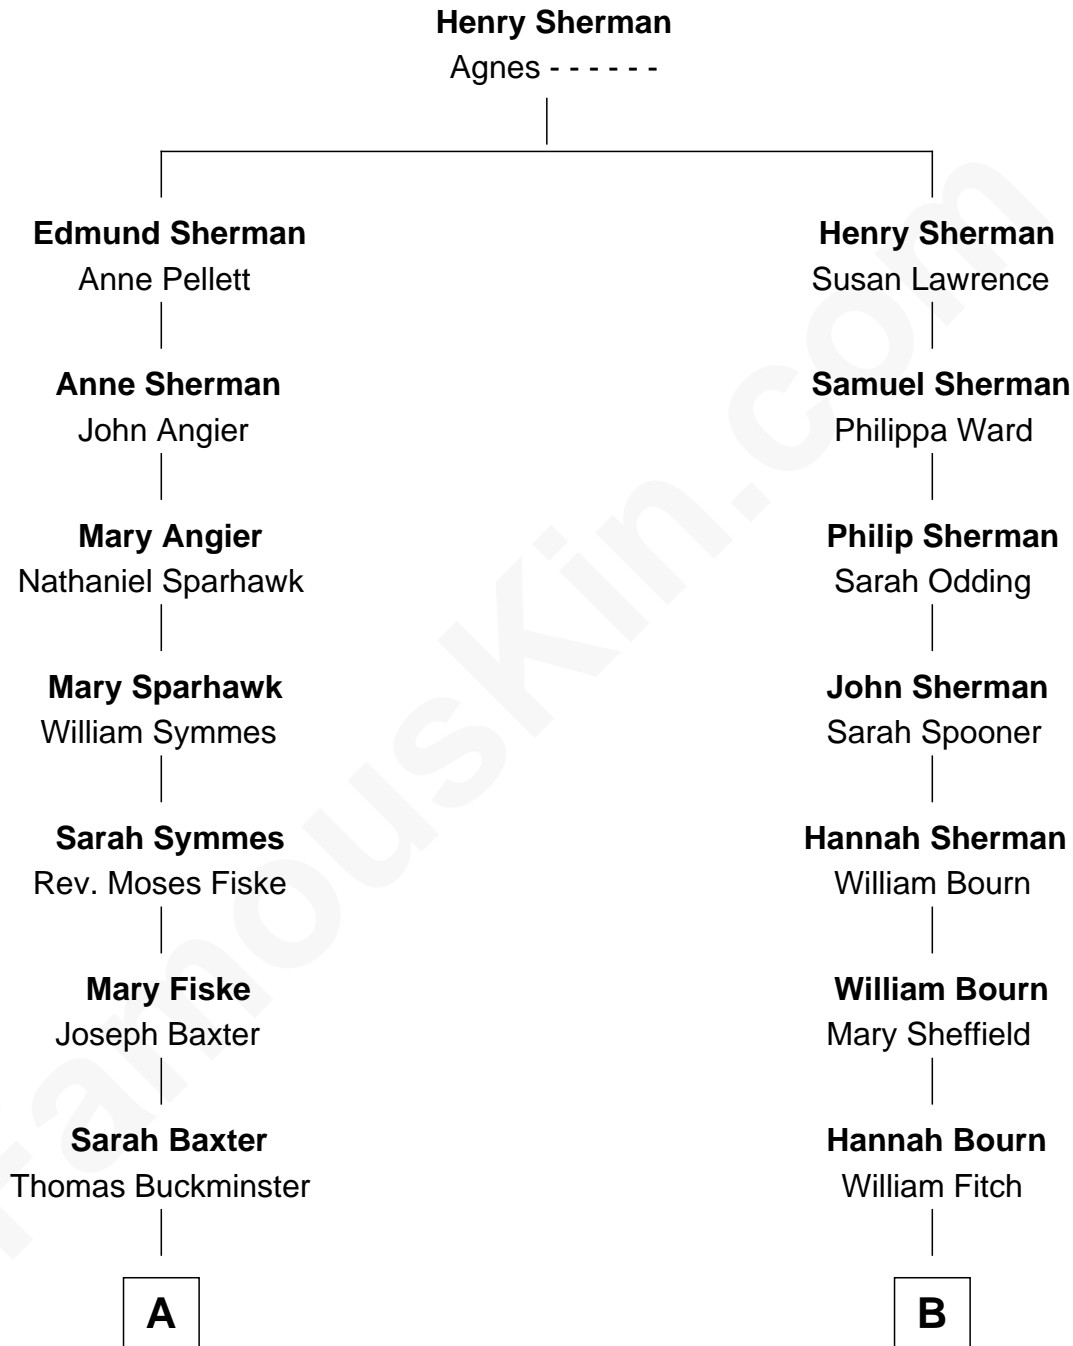 Henry Sherman
Agnes - - - - - -
Edmund Sherman
Anne Pellett
Henry Sherman
Susan Lawrence
Anne Sherman
John Angier
Samuel Sherman
Philippa Ward
Mary Angier
Nathaniel Sparhawk
Philip Sherman
Sarah Odding
Mary Sparhawk
William Symmes
John Sherman
Sarah Spooner
Sarah Symmes
Rev. Moses Fiske
Hannah Sherman
William Bourn
Mary Fiske
Joseph Baxter
William Bourn
Mary Sheffield
Sarah Baxter
Thomas Buckminster
Hannah Bourn
William Fitch
A
B
FamousKin.com